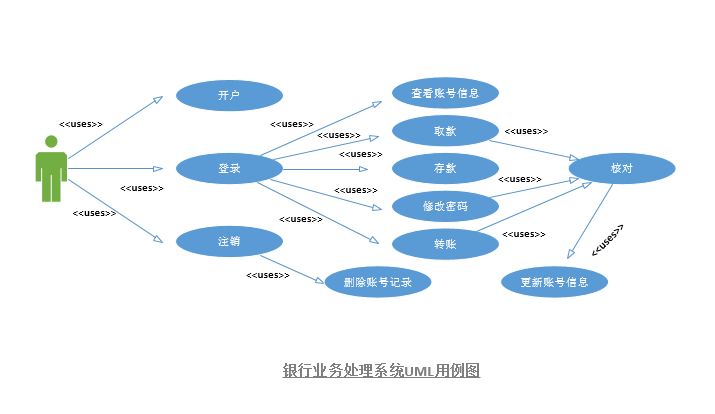 查看账号信息
开户
<<uses>>
<<uses>>
取款
<<uses>>
<<uses>>
<<uses>>
登录
存款
核对
<<uses>>
<<uses>>
<<uses>>
修改密码
<<uses>>
<<uses>>
注销
转账
<<uses>>
<<uses>>
<<uses>>
删除账号记录
更新账号信息
银行业务处理系统UML用例图